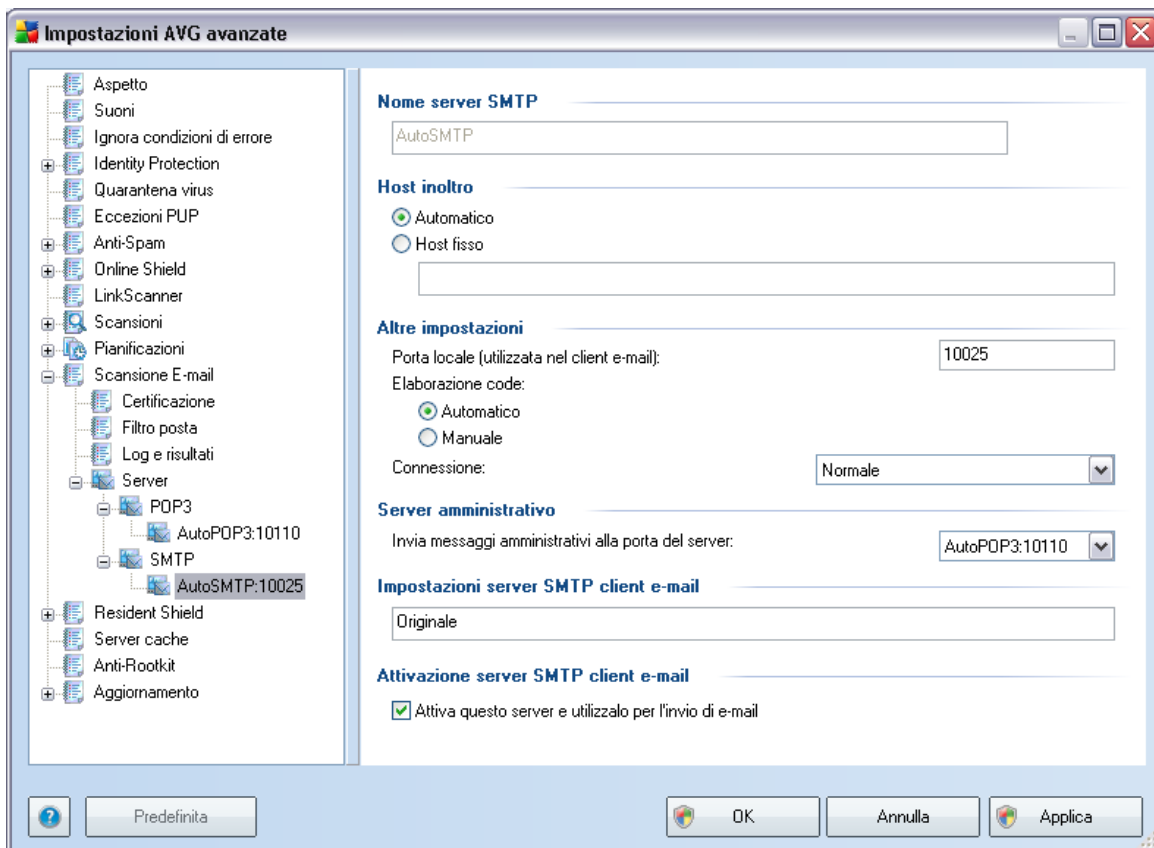 Impostazioni AVG avanzate
Aspetto
Suoni
Ignora condizioni di errore
Identity Protection
Quarantena virus
Eccezioni PUP
Anti-Spam
Online Shield
LinkScanner
Scansioni
Pianificazioni
Scansione E-mail
Certificazione
Filtro posta
Log e risultati
Server
POP3
AutoPOP3:10110
SMTP
AutoSMTP:10025
Resident Shield
Server cache
Anti-Rootkit
Aggiornamento
Nome server SMTP
AutoSMTP
Host inoltro
Automatico
Host fisso
Altre impostazioni
Porta locale (utilizzata nel client e-mail): 10025
Elaborazione code:
Automatico
Manuale
Connessione: Normale
Server amministrativo
Invia messaggi amministrativi alla porta del server: AutoPOP3:10110
Impostazioni server SMTP client e-mail
Originale
Attivazione server SMTP client e-mail
Attiva questo server e utilizzalo per l'invio di e-mail
? Predefinita OK Annulla Applica